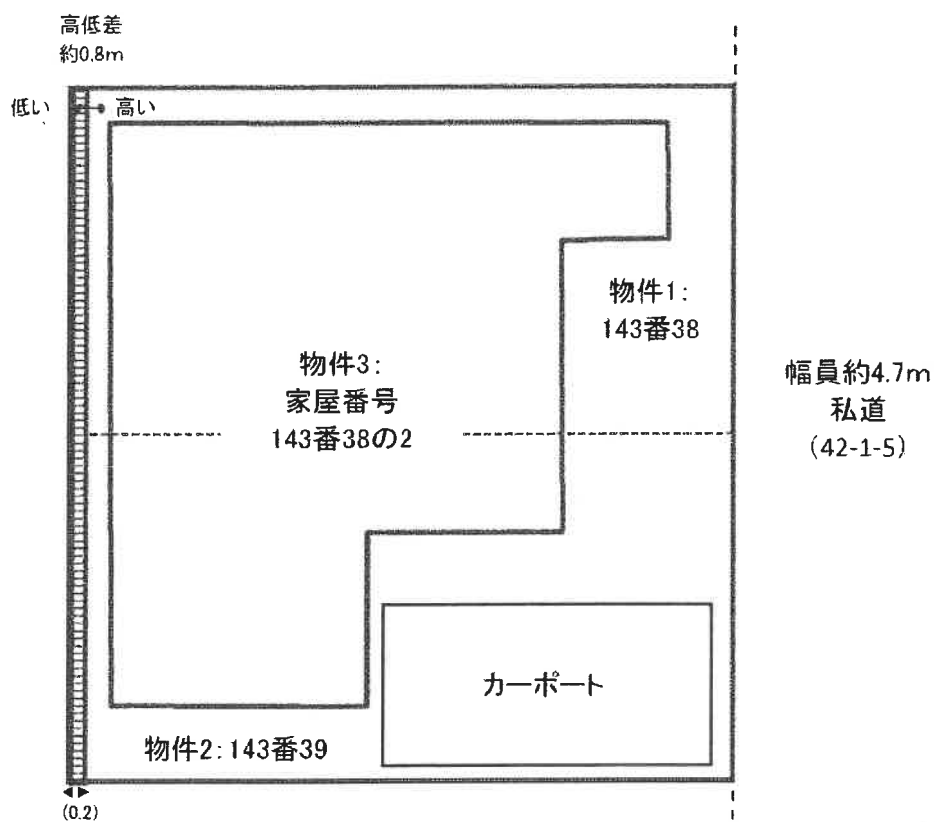 高低差
約0.8m
低い
高い
物件1:
143番38
物件3:
家屋番号
143番38の2
幅員約4.7m
私道
(42-1-5)
カーポート
物件2:143番39
(0.2)